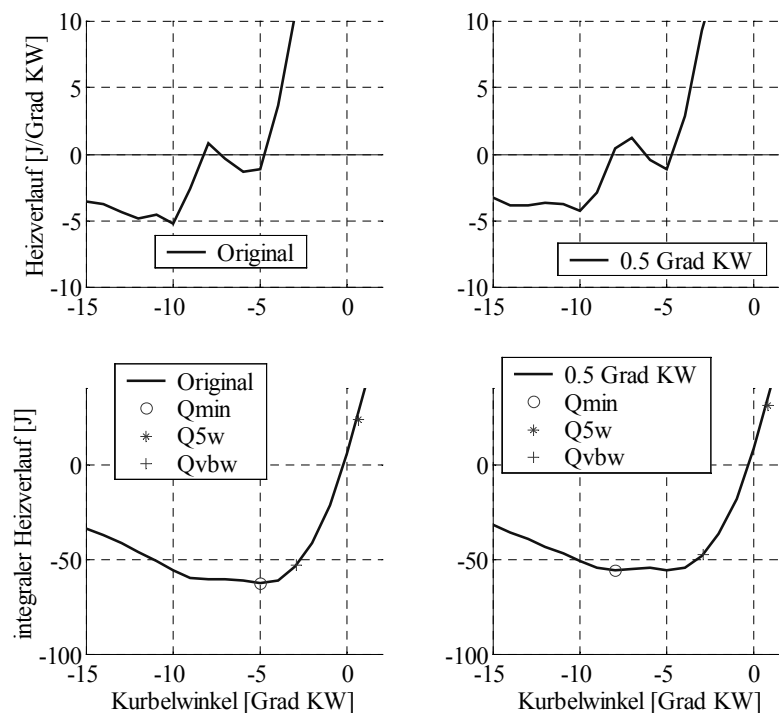 10
5
0
-5
-10
-15
-10
-5
0
Heizverlauf [J/Grad KW]
Original
10
5
0
-5
-10
-15
-10
-5
0
0.5 Grad KW
0
-50
-100
-15
-10
-5
0
integraler Heizverlauf [J]
Kurbelwinkel [Grad KW]
Original
Qmin
Q5w
Qvbw
0
-50
-100
-15
-10
-5
0
Kurbelwinkel [Grad KW]
0.5 Grad KW
Qmin
Q5w
Qvbw